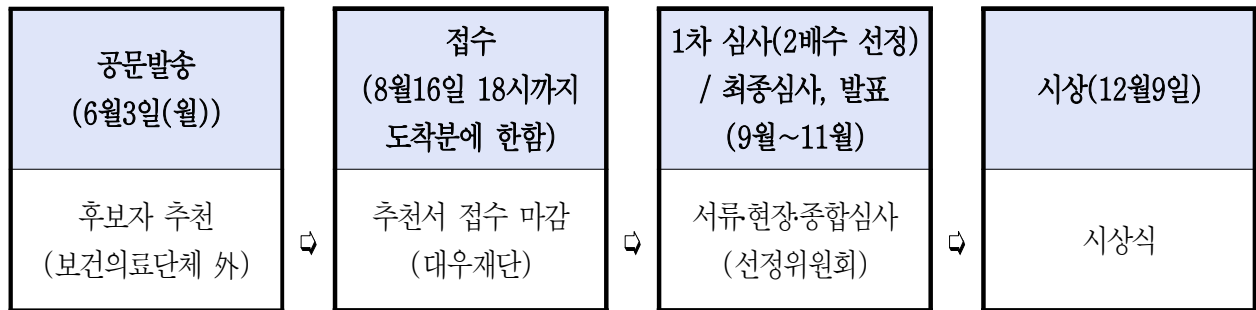 공문발송
(6월3일(월))
후보자 추천
(보건의료단체 外)
⇨
접수
(8월16일 18시까지
도착분에 한함)
추천서 접수 마감
(대우재단)
⇨
1차 심사(2배수 선정)
/ 최종심사, 발표
(9월~11월)
서류·현장·종합심사
(선정위원회)
⇨
시상(12월9일)
시상식